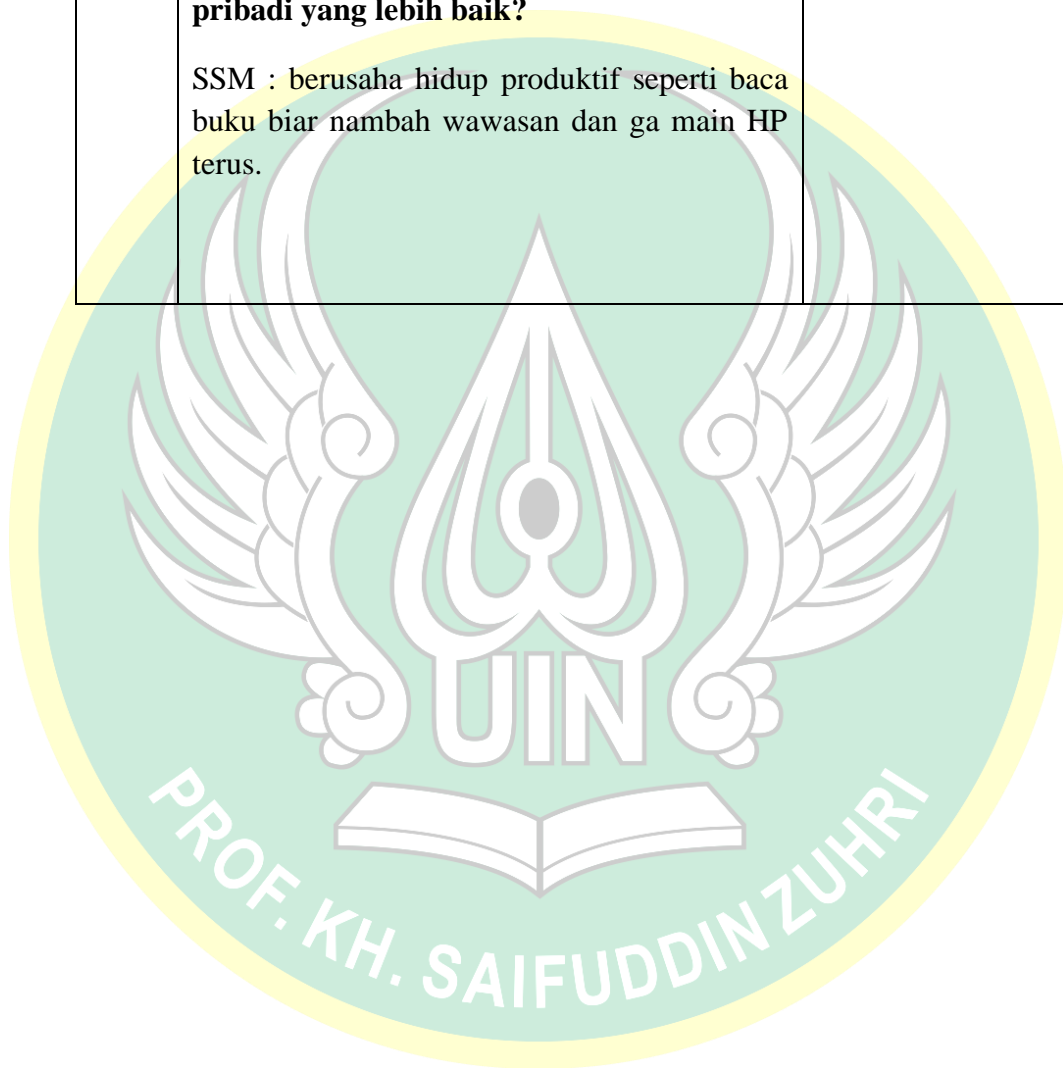 pribadi yang lebih baik?
SSM : berusaha hidup produktif seperti baca
buku biar nambah wawasan dan ga main HP
terus.
UIN
PROF. KH. SAIFUDDIN ZUHRI